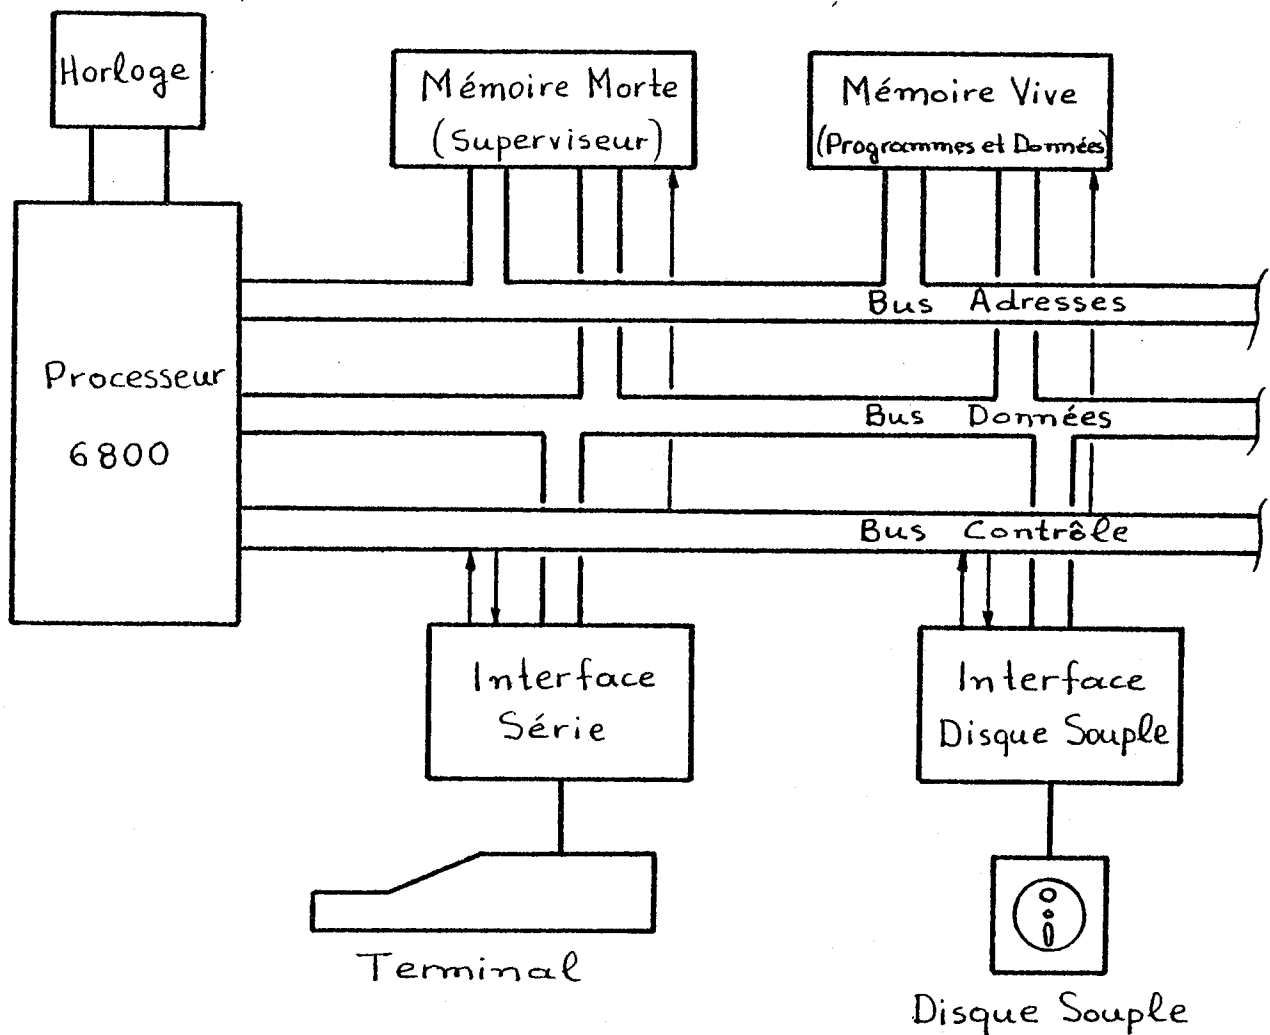 Horloge
Mémoire Morte
(Superviseur)
Mémoire Vive
(Programmes et Données)
Bus Adresses
Processeur
6800
Bus Données
Bus Contrôle
Interface
Série
Interface
Disque Souple
Terminal
Disque Souple